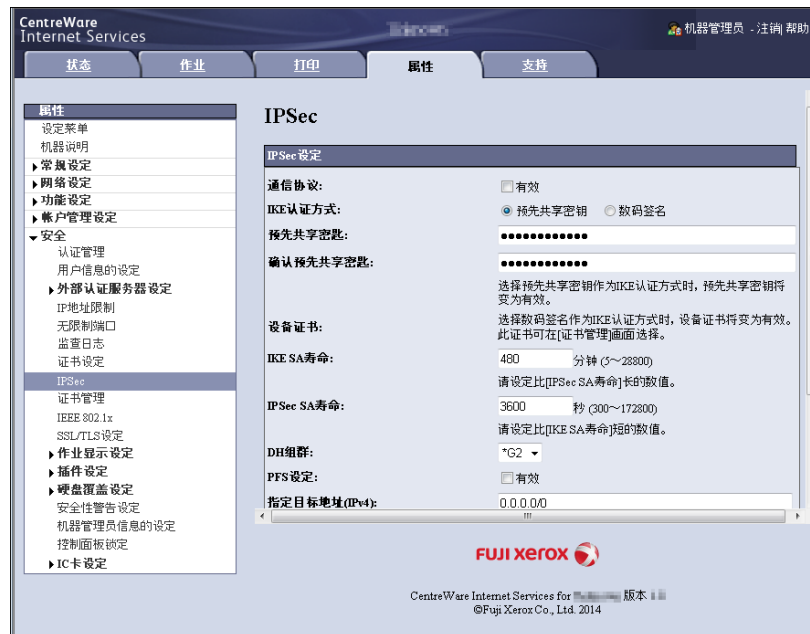 CentreWare
Internet Services
机器管理员 - 注销| 帮助
状态 作业 打印 属性 支持
属性
设定菜单
机器说明
常规设定
网络设定
功能设定
帐户管理设定
安全
认证管理
用户信息的设定
外部认证服务器设定
IP地址限制
无限制端口
监查日志
证书设定
IPSec
证书管理
IEEE 802.1x
SSL/TLS设定
作业显示设定
插件设定
硬盘覆盖设定
安全性警告设定
机器管理员信息的设定
控制面板锁定
IC卡设定
IPSec
IPSec设定
通信协议: 有效
IKE认证方式: 预先共享密钥 数码签名
预先共享密匙: ●●●●●●●●●●●●
确认预先共享密匙: ●●●●●●●●●●●●
选择预先共享密钥作为IKE认证方式时，预先共享密钥将
变为有效。
设备证书: 选择数码签名作为IKE认证方式时，设备证书将变为有效。
此证书可在[证书管理]画面选择。
IKE SA寿命: 480 分钟 (5～28800)
请设定比[IPSec SA寿命]长的数值。
IPSec SA寿命: 3600 秒 (300～172800)
请设定比[IKE SA寿命]短的数值。
DH组群: *G2
PFS设定: 有效
指定目标地址(IPv4): 0.0.0.0/0
FUJI xerox
CentreWare Internet Services for 版本
©Fuji Xerox Co., Ltd. 2014